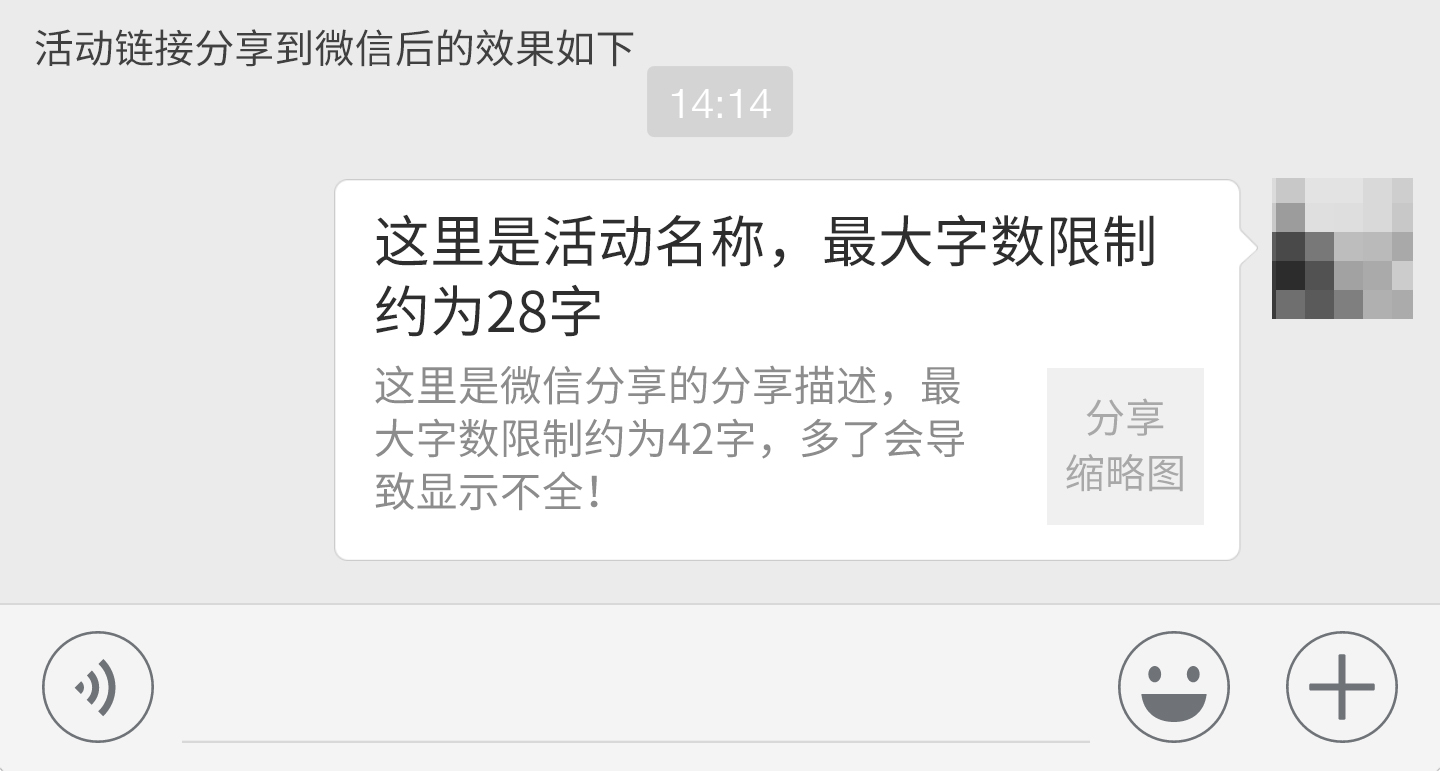 活动链接分享到微信后的效果如下
14:14
这里是活动名称，最大字数限制
约为28字
这里是微信分享的分享描述，最
大字数限制约为42字，多了会导
致显示不全！
分享
缩略图